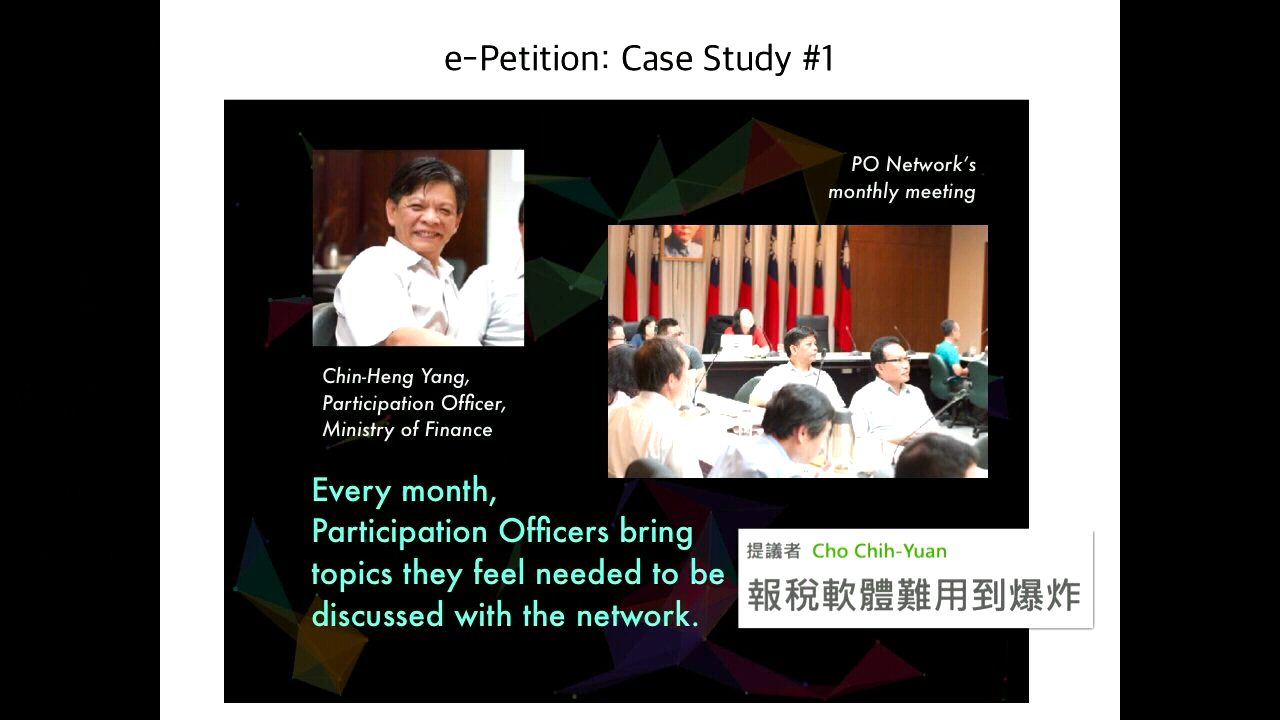 e-Petition: Case Study #1
PO Network's
monthly meeting
Chin-Heng Yang,
Participation Officer,
Ministry of Finance
Every month,
Participation Officers bring
topics they feel needed to be
discussed with the network.
提議者 Cho Chih-Yuan
報稅軟體難用到爆炸